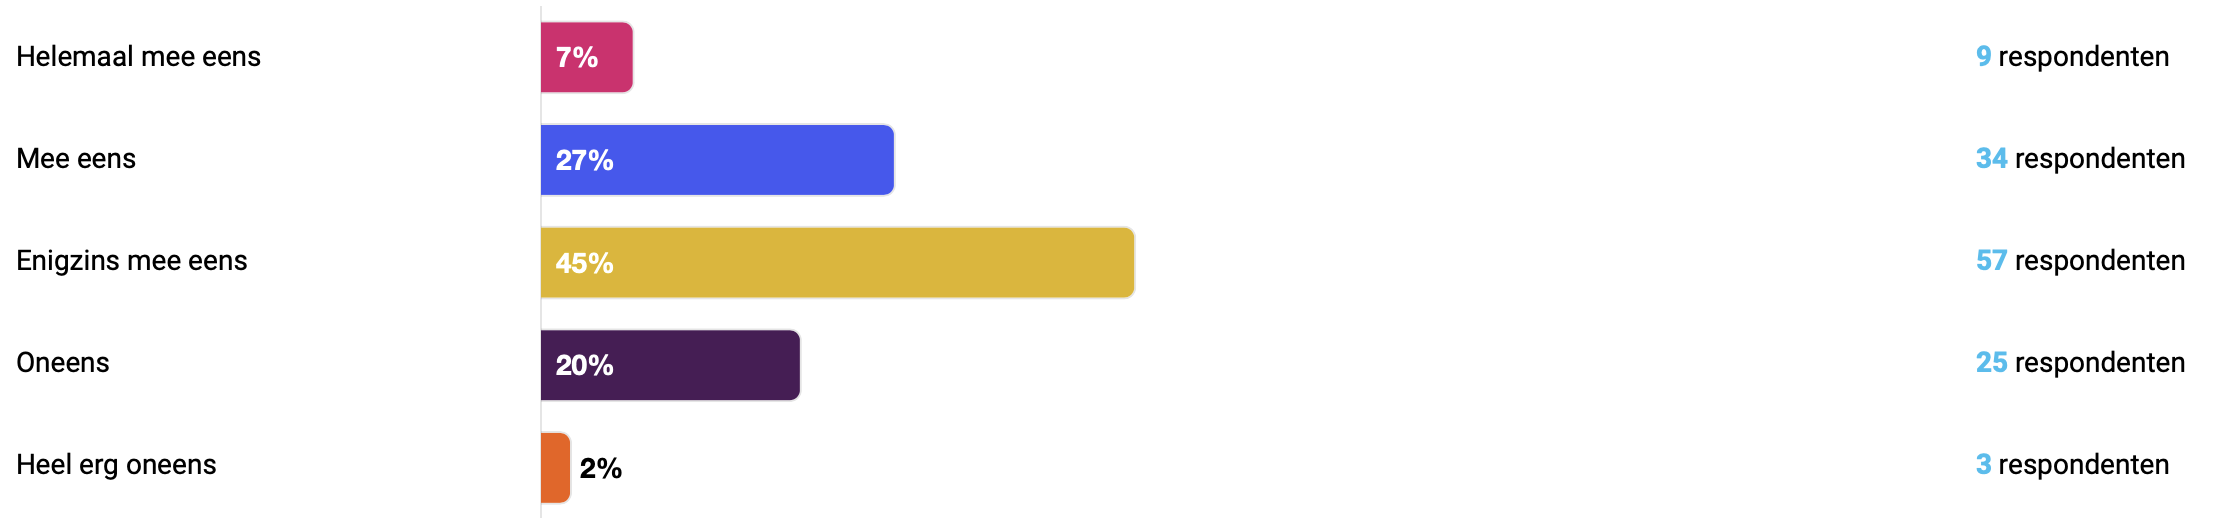 Helemaal mee eens 7% 9 respondenten
Mee eens 27% 34 respondenten
Enigzins mee eens 45% 57 respondenten
Oneens 20% 25 respondenten
Heel erg oneens 2% 3 respondenten